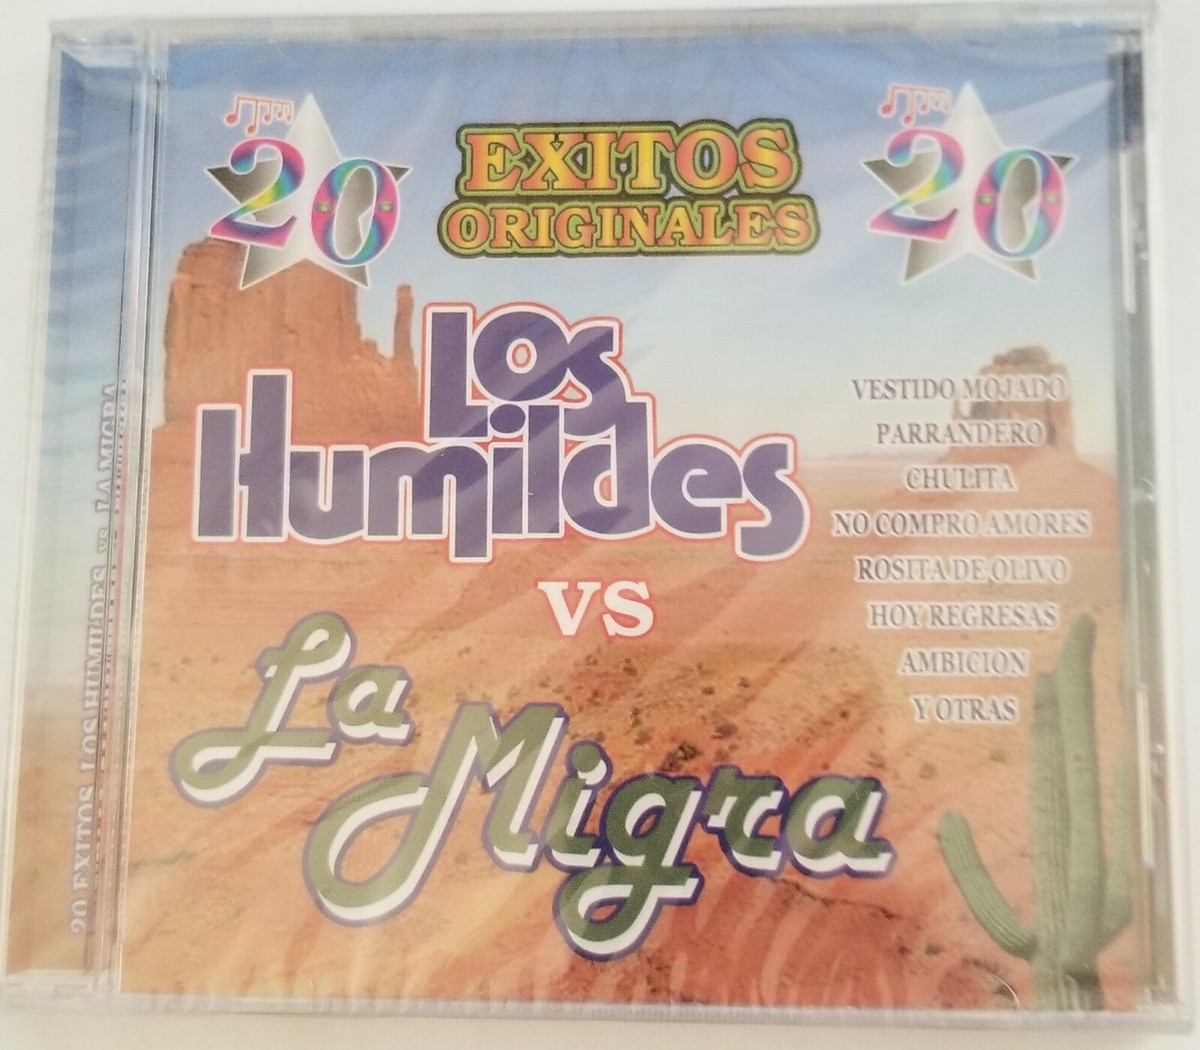 20
EXITOS
ORIGINALES
20
Los
Humildes
vs
La
Migra
VESTIDO MOJADO
PARRANDERO
CHULITA
NO COMPRO AMORES
ROSITA DE OLIVO
HOY REGRESAS
AMBICION
Y OTRAS
20 EXITOS LOS HUMILDES vs LA MIGRA